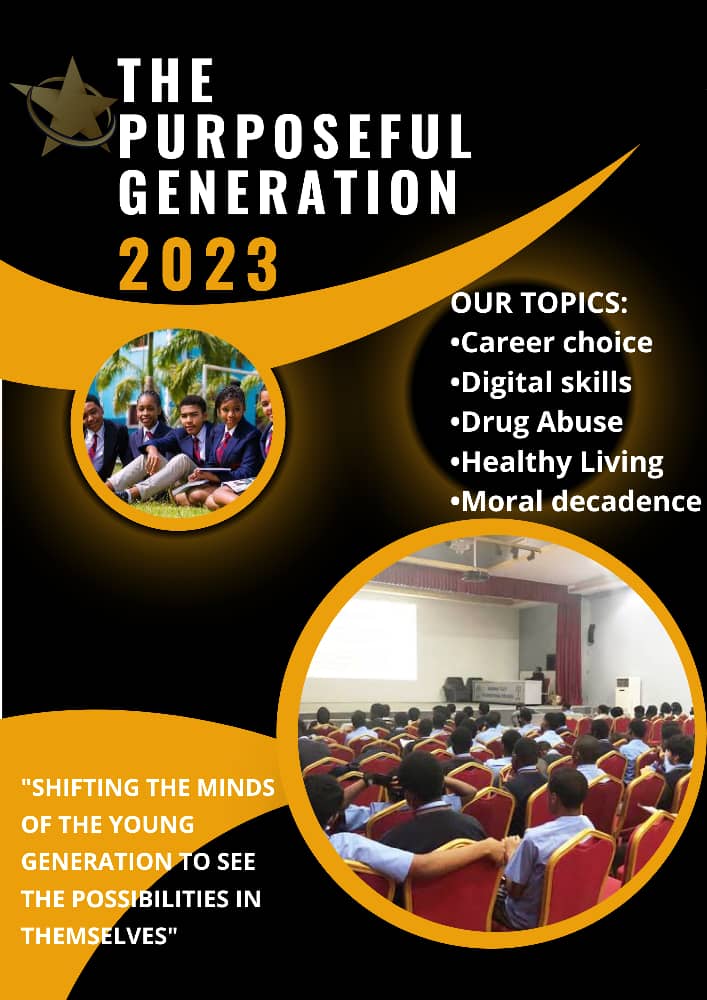 THE
PURPOSEFUL
GENERATION
2023
OUR TOPICS:
•Career choice
•Digital skills
•Drug Abuse
•Healthy Living
•Moral decadence
"SHIFTING THE MINDS
OF THE YOUNG
GENERATION TO SEE
THE POSSIBILITIES IN
THEMSELVES"